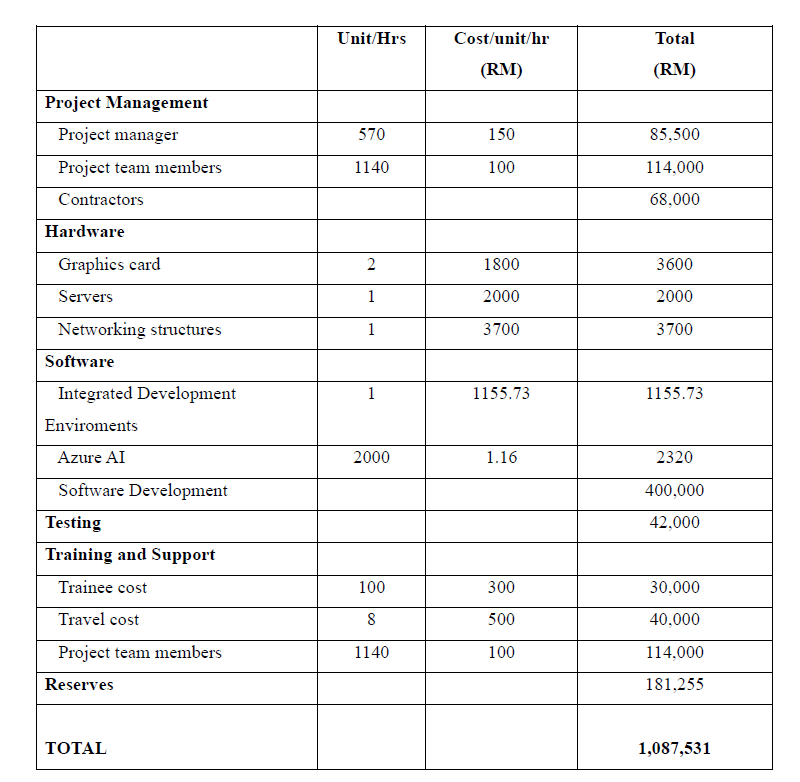 Unit/Hrs Cost/unit/hr Total
(RM) (RM)
Project Management
Project manager 570 150 85,500
Project team members 1140 100 114,000
Contractors 68,000
Hardware
Graphics card 2 1800 3600
Servers 1 2000 2000
Networking structures 1 3700 3700
Software
Integrated Development 1 1155.73 1155.73
Enviroments
Azure AI 2000 1.16 2320
Software Development 400,000
Testing 42,000
Training and Support
Trainee cost 100 300 30,000
Travel cost 8 500 40,000
Project team members 1140 100 114,000
Reserves 181,255
TOTAL 1,087,531